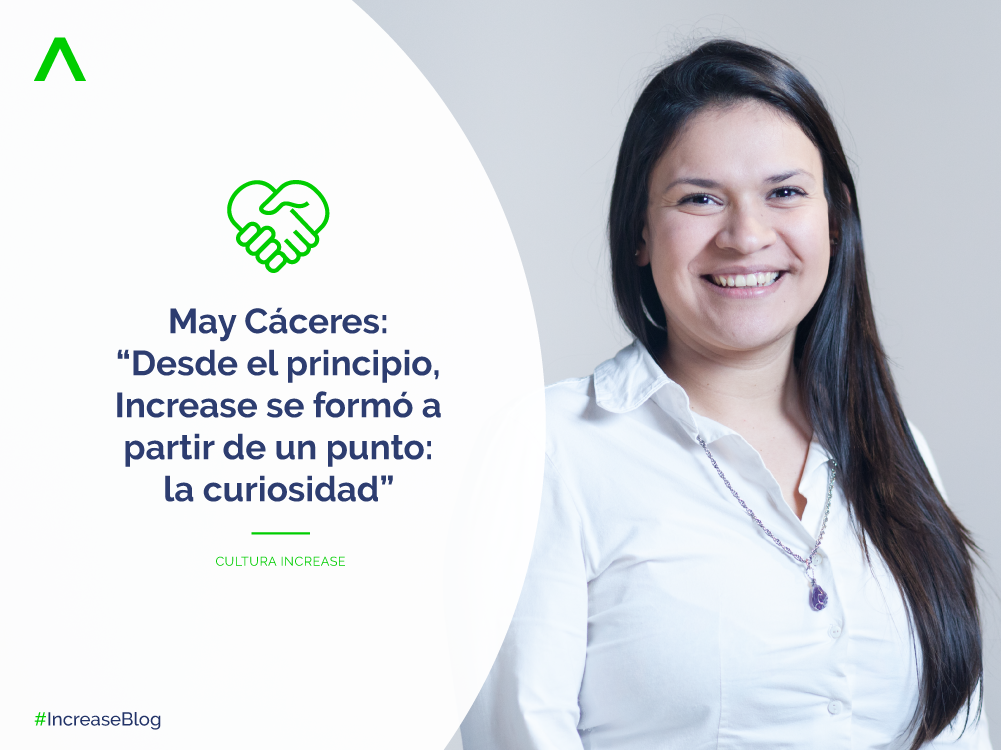 May Cáceres:
“Desde el principio,
Increase se formó a
partir de un punto:
la curiosidad”
CULTURA INCREASE
#IncreaseBlog